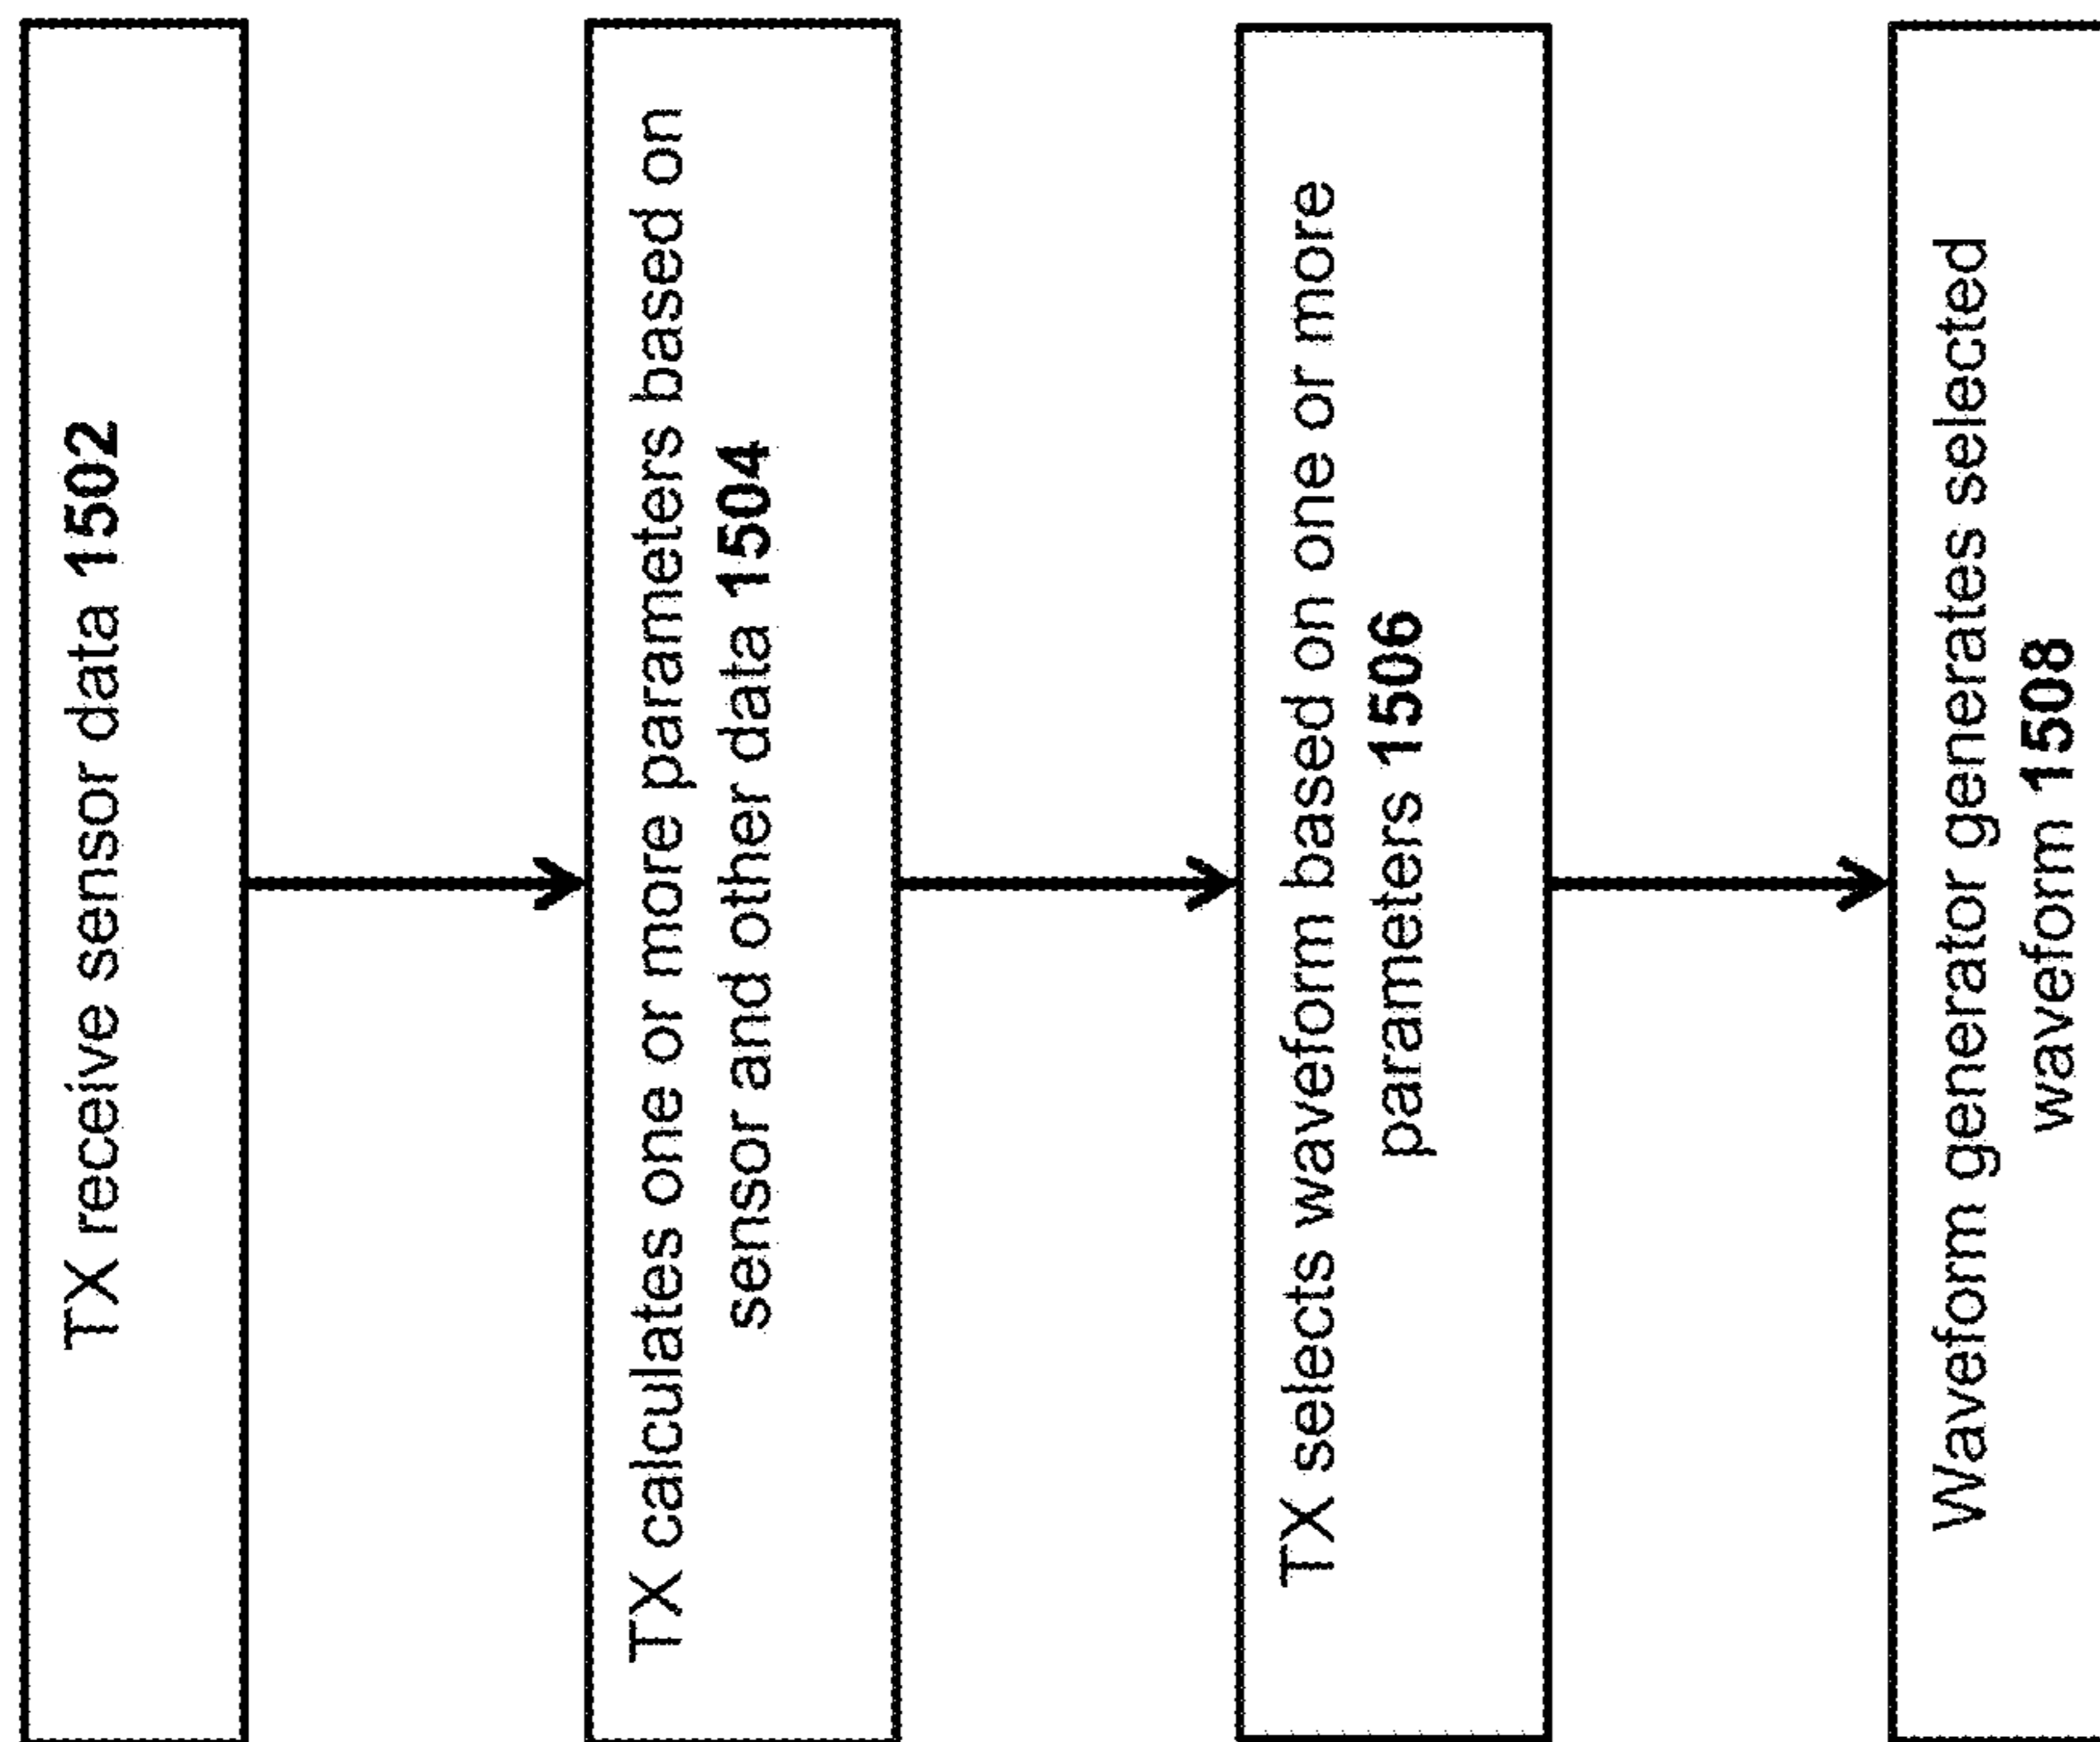 TX receive sensor data 1502
TX calculates one or more parameters based on
sensor and other data 1504
TX selects waveform based on one or more
parameters 1506
Waveform generator generates selected
waveform 1508